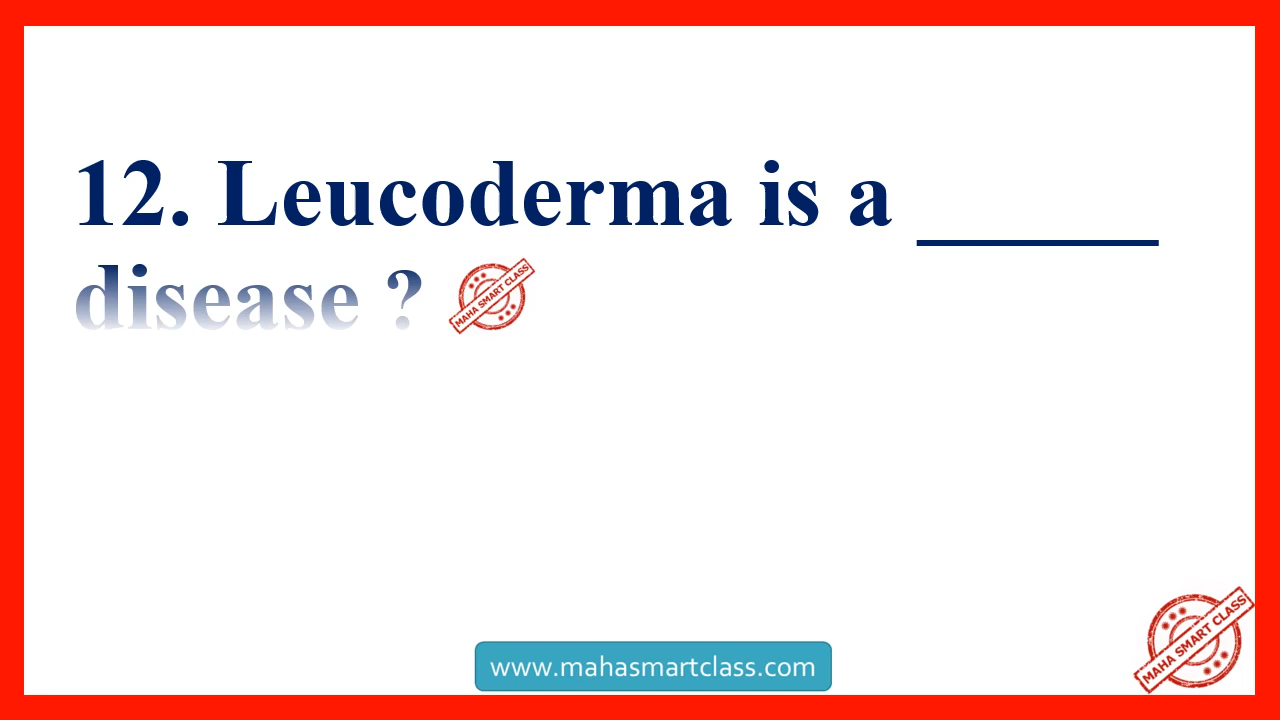 12. Leucoderma is a _____
disease ?
MAHA SMART CLASS
www.mahasmartclass.com
MAHA SMART CLASS